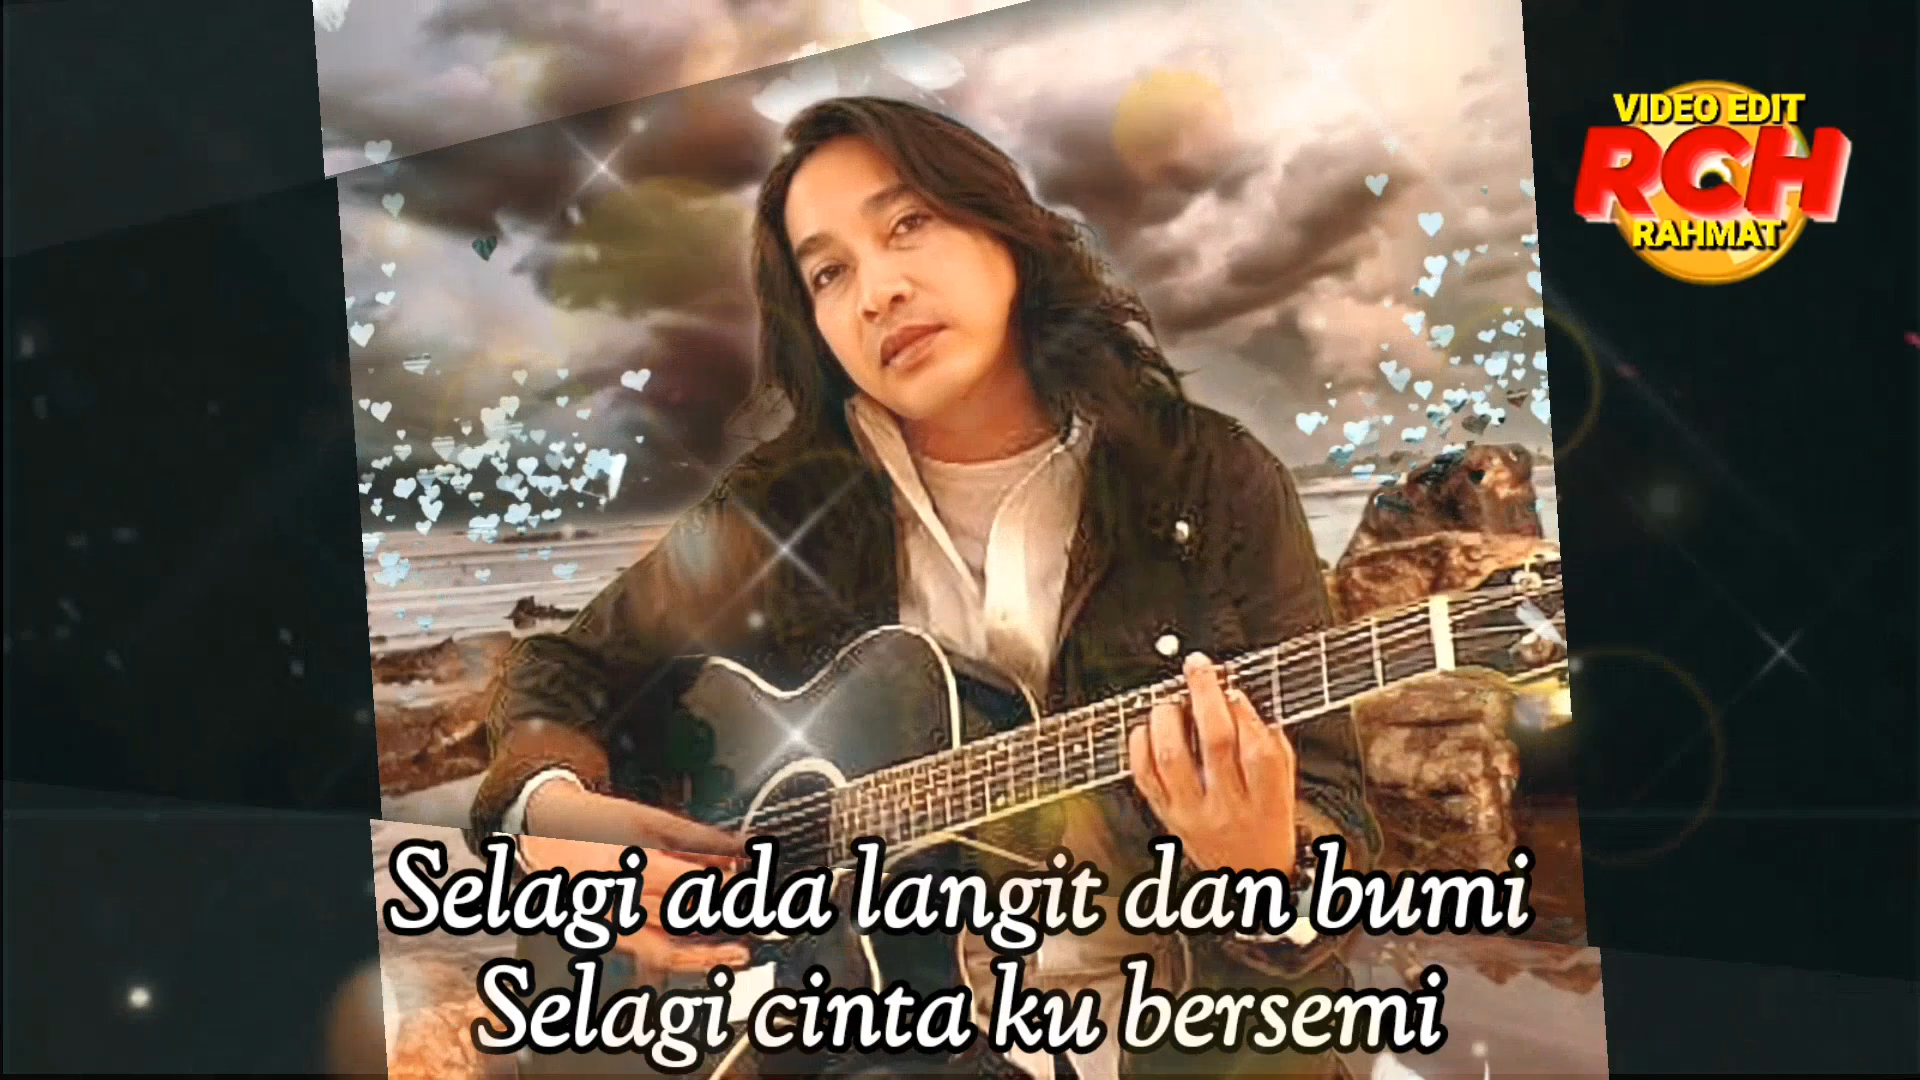 VIDEO EDIT
RCH
RAHMAT
Selagi ada langit dan bumi
Selagi cinta ku bersemi